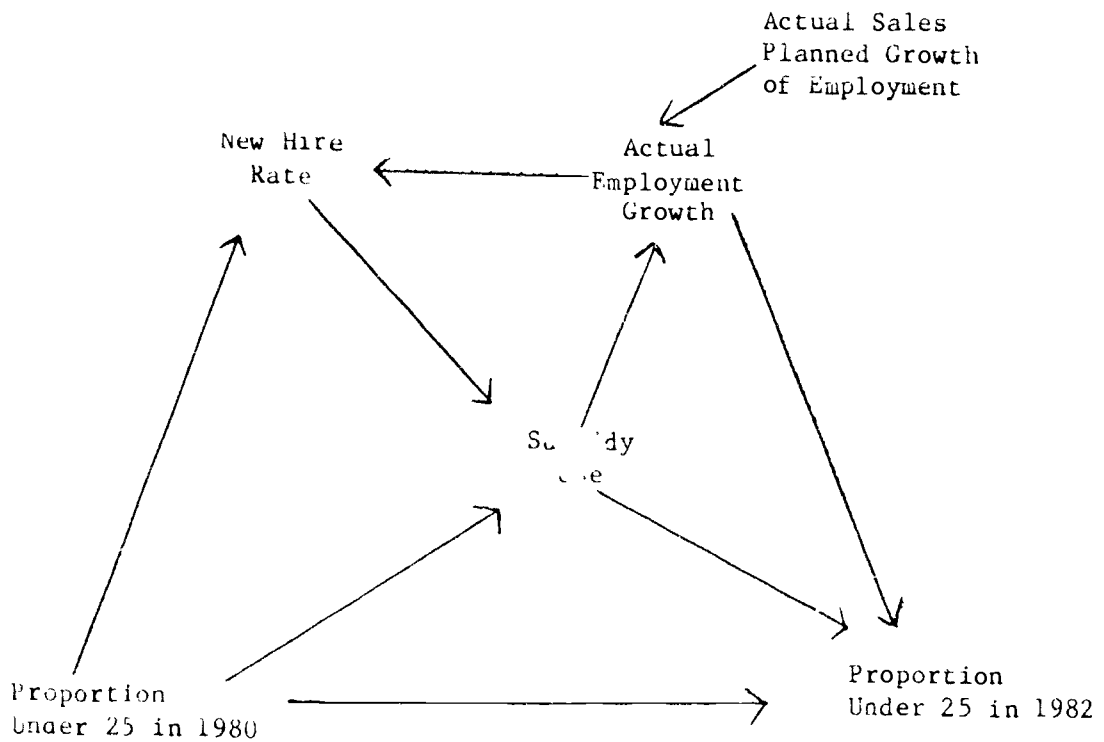 Actual Sales
Planned Growth
of Employment
New Hire
Rate
Actual
Employment
Growth
Proportion
Under 25 in 1980
Proportion
Under 25 in 1982